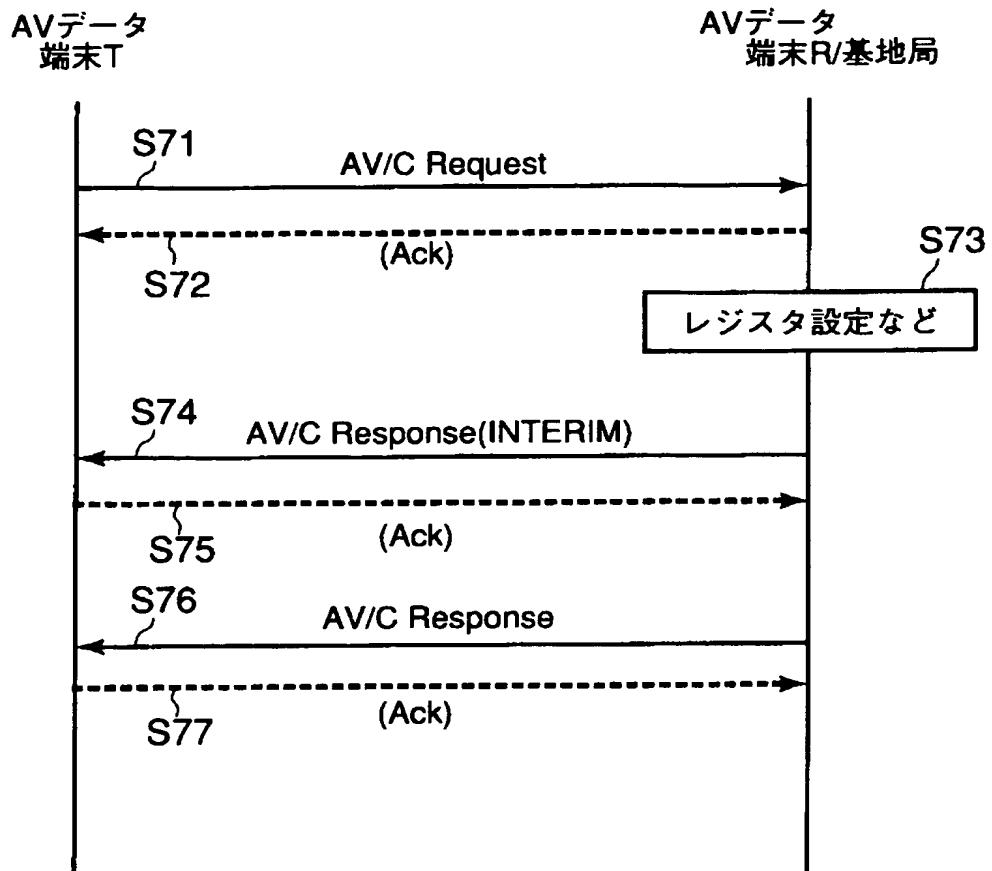 AVデータ
端末T
AVデータ
端末R/基地局
S71
AV/C Request
(Ack)
S72
S73
レジスタ設定など
S74
AV/C Response(INTERIM)
(Ack)
S75
S76
AV/C Response
(Ack)
S77